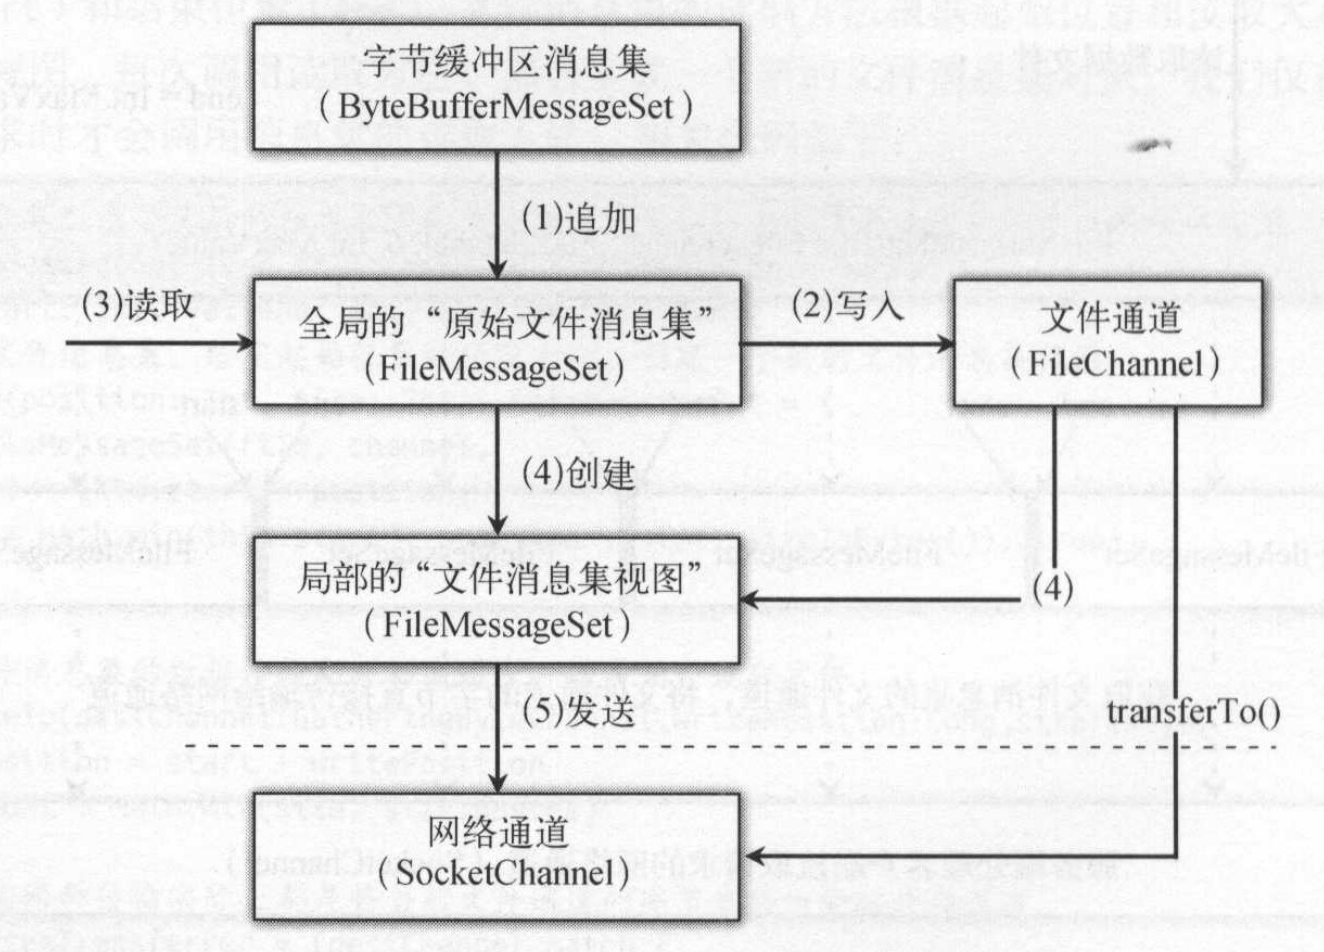 字节缓冲区消息集
(ByteBufferMessageSet)
(1)追加
(3)读取
全局的“原始文件消息集”
(FileMessageSet)
(2)写入
文件通道
(FileChannel)
(4)创建
局部的“文件消息集视图”
(FileMessageSet)
(4)
(5)发送
transferTo()
网络通道
(SocketChannel)